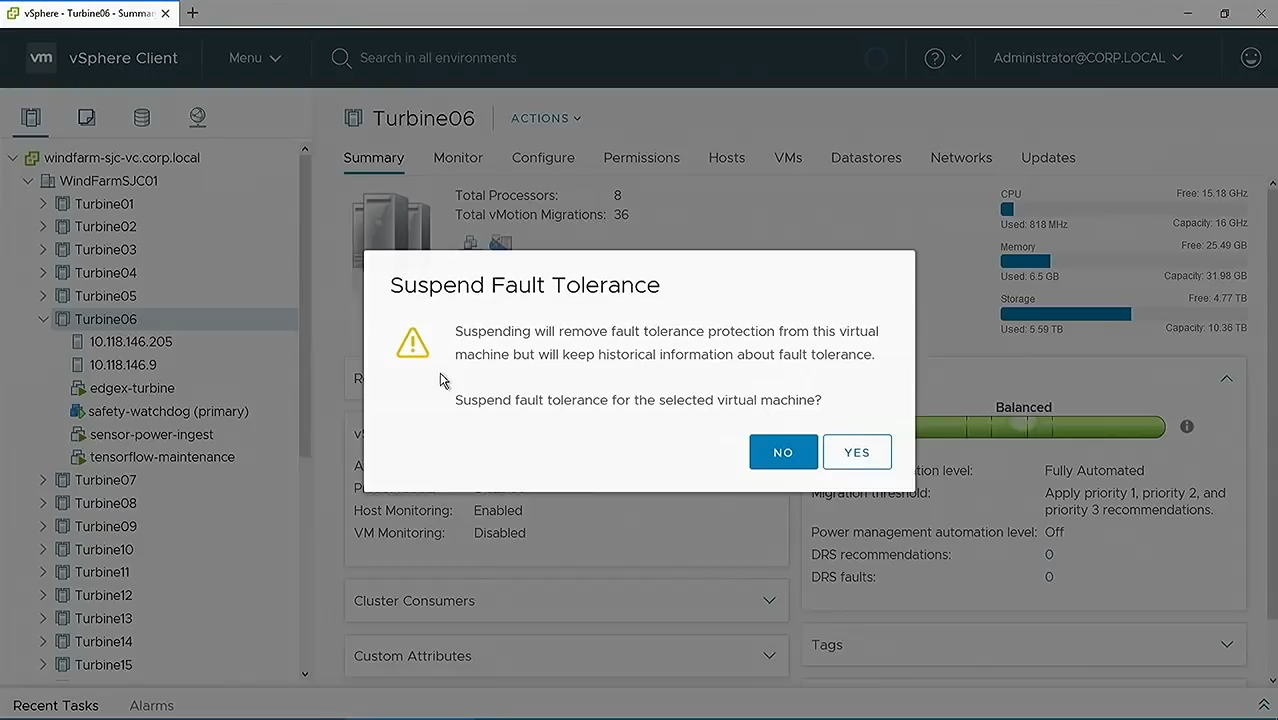 vSphere - Turbine06 - Summar
vm vSphere Client Menu Search in all environments Administrator@CORP.LOCAL
Turbine06 ACTIONS
Summary Monitor Configure Permissions Hosts VMs Datastores Networks Updates
windfarm-sjc-vc.corp.local
WindFarmSJC01
Turbine01
Turbine02
Turbine03
Turbine04
Turbine05
Turbine06
10.118.146.205
10.118.146.9
edgex-turbine
safety-watchdog (primary)
sensor-power-ingest
tensorflow-maintenance
Turbine07
Turbine08
Turbine09
Turbine10
Turbine11
Turbine12
Turbine13
Turbine14
Turbine15
Total Processors: 8
Total vMotion Migrations: 36
CPU Free: 15.18 GHz
Used: 818 MHz Capacity: 16 GHz
Memory Free: 25.49 GB
Used: 6.5 GB Capacity: 31.98 GB
Storage Free: 4.77 TB
Used: 5.59 TB Capacity: 10.36 TB
Suspend Fault Tolerance
Suspending will remove fault tolerance protection from this virtual
machine but will keep historical information about fault tolerance.
Suspend fault tolerance for the selected virtual machine?
NO YES
Host Monitoring: Enabled
VM Monitoring: Disabled
Cluster Consumers
Custom Attributes
Balanced
level: Fully Automated
Migration threshold: Apply priority 1, priority 2, and
priority 3 recommendations.
Power management automation level: Off
DRS recommendations: 0
DRS faults: 0
Tags
Recent Tasks Alarms